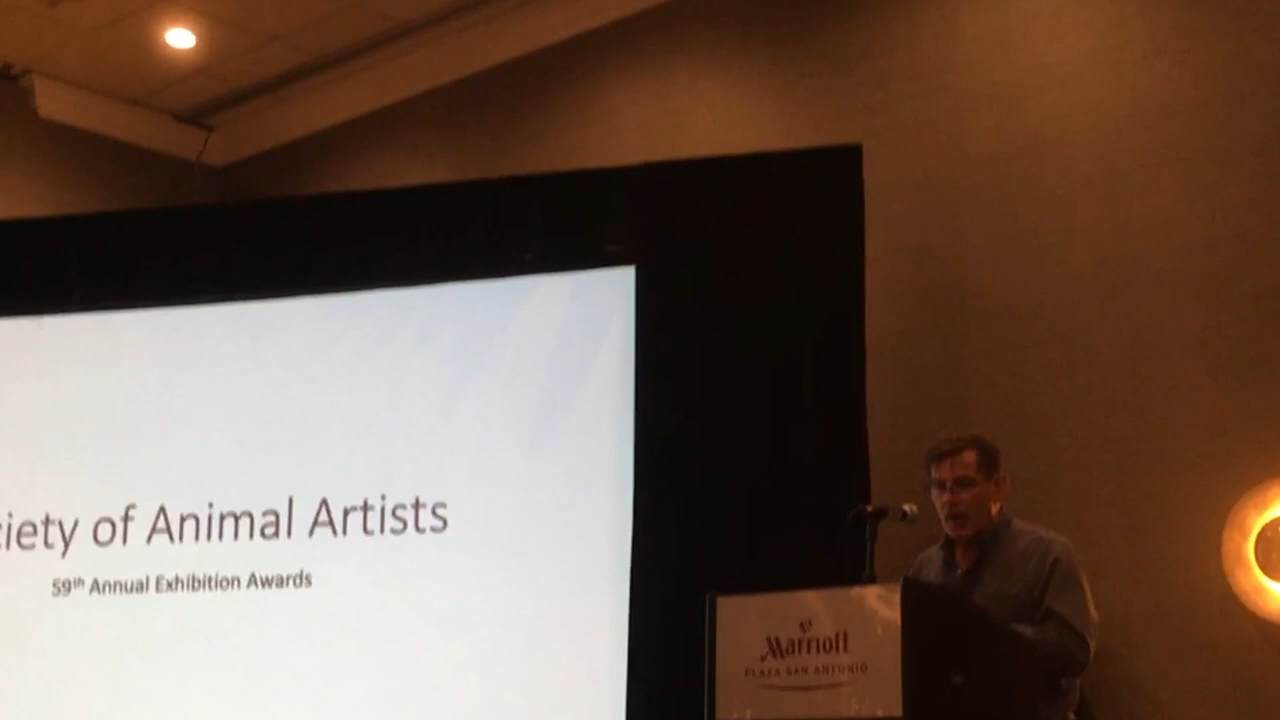 ciety of Animal Artists
59th Annual Exhibition Awards
Marriott
PLAZA SAN ANTONIO